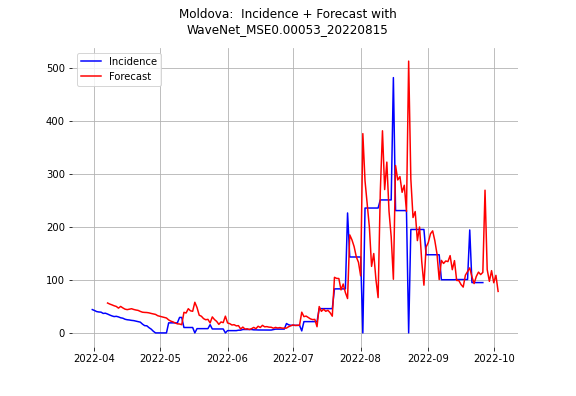 Moldova:  Incidence + Forecast with
WaveNet_MSE0.00053_20220815
Incidence
Forecast
500
400
300
200
100
0
2022-04 2022-05 2022-06 2022-07 2022-08 2022-09 2022-10